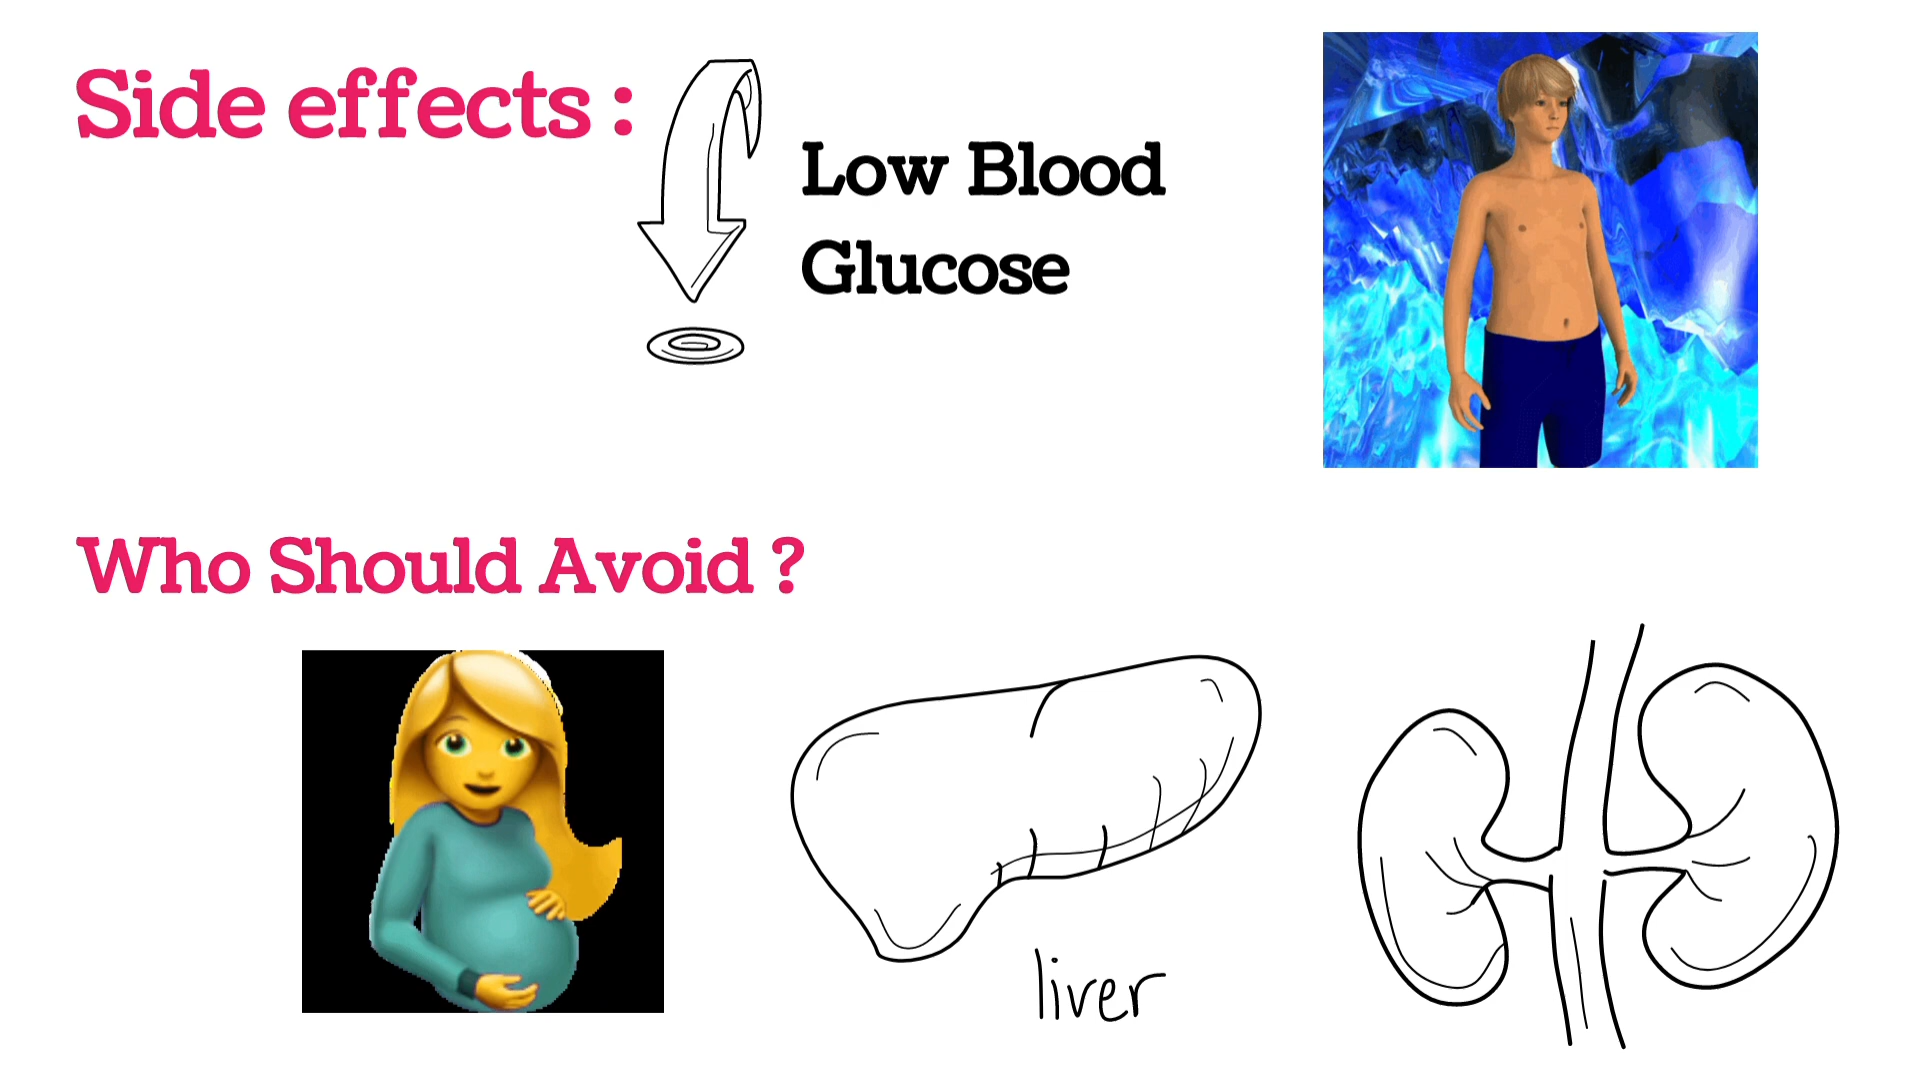 Side effects :
Low Blood
Glucose
Who Should Avoid ?
liver